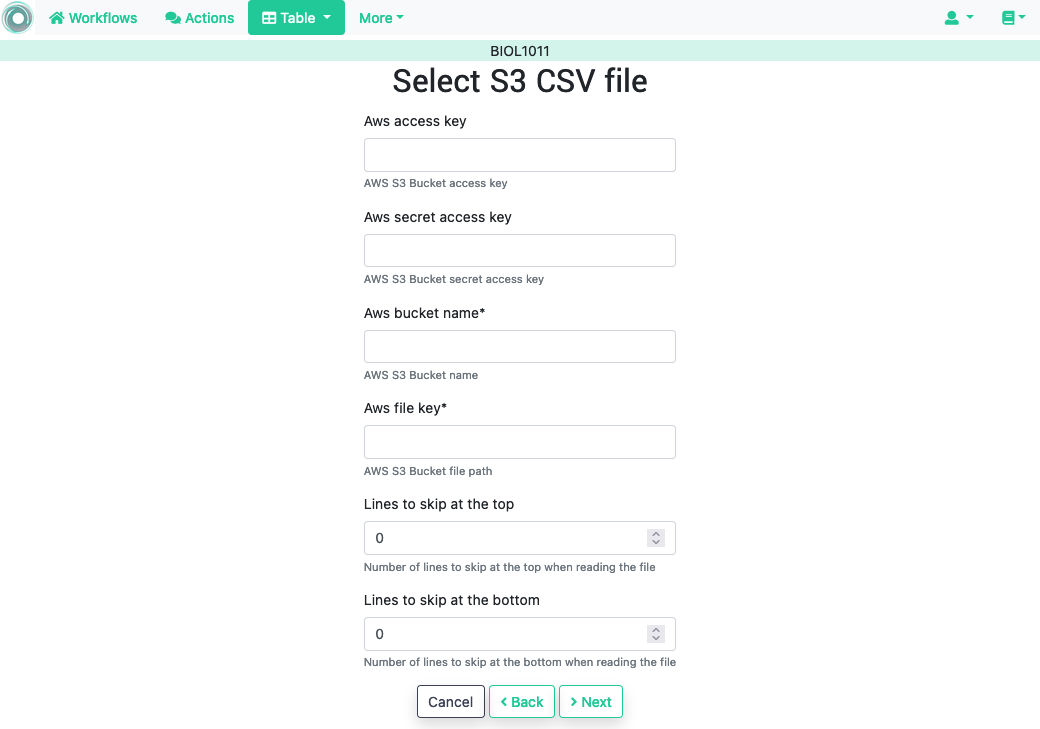 Workflows Actions Table More
BIOL1011
Select S3 CSV file
Aws access key
AWS S3 Bucket access key
Aws secret access key
AWS S3 Bucket secret access key
Aws bucket name*
AWS S3 Bucket name
Aws file key*
AWS S3 Bucket file path
Lines to skip at the top
0
Number of lines to skip at the top when reading the file
Lines to skip at the bottom
0
Number of lines to skip at the bottom when reading the file
Cancel Back Next